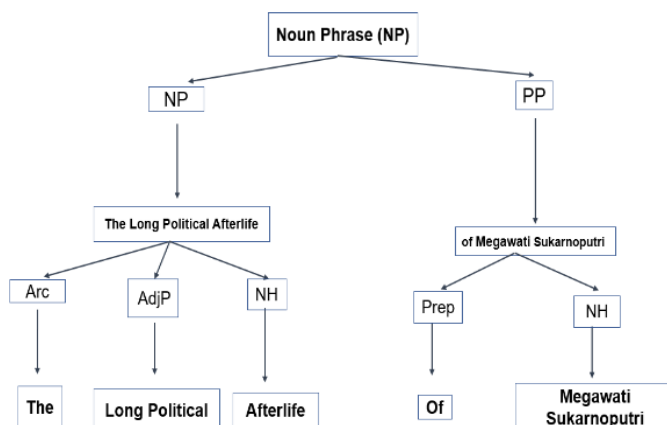 Noun Phrase (NP)
NP
PP
The Long Political Afterlife
of Megawati Sukarnoputri
Arc
AdjP
NH
Prep
NH
The
Long Political
Afterlife
Of
Megawati
Sukarnoputri